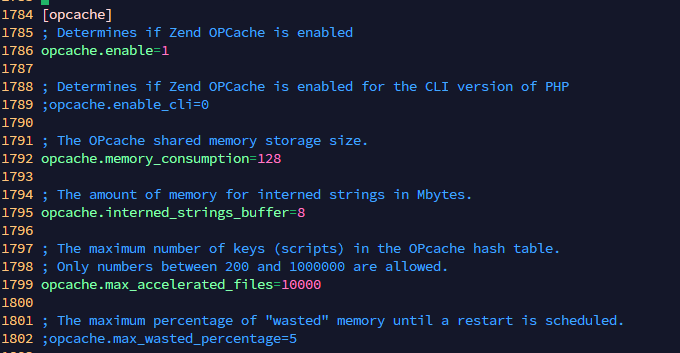 1784 [opcache]
1785 ; Determines if Zend OPCache is enabled
1786 opcache.enable=1
1787
1788 ; Determines if Zend OPCache is enabled for the CLI version of PHP
1789 ;opcache.enable_cli=0
1790
1791 ; The OPcache shared memory storage size.
1792 opcache.memory_consumption=128
1793
1794 ; The amount of memory for interned strings in Mbytes.
1795 opcache.interned_strings_buffer=8
1796
1797 ; The maximum number of keys (scripts) in the OPcache hash table.
1798 ; Only numbers between 200 and 1000000 are allowed.
1799 opcache.max_accelerated_files=10000
1800
1801 ; The maximum percentage of "wasted" memory until a restart is scheduled.
1802 ;opcache.max_wasted_percentage=5